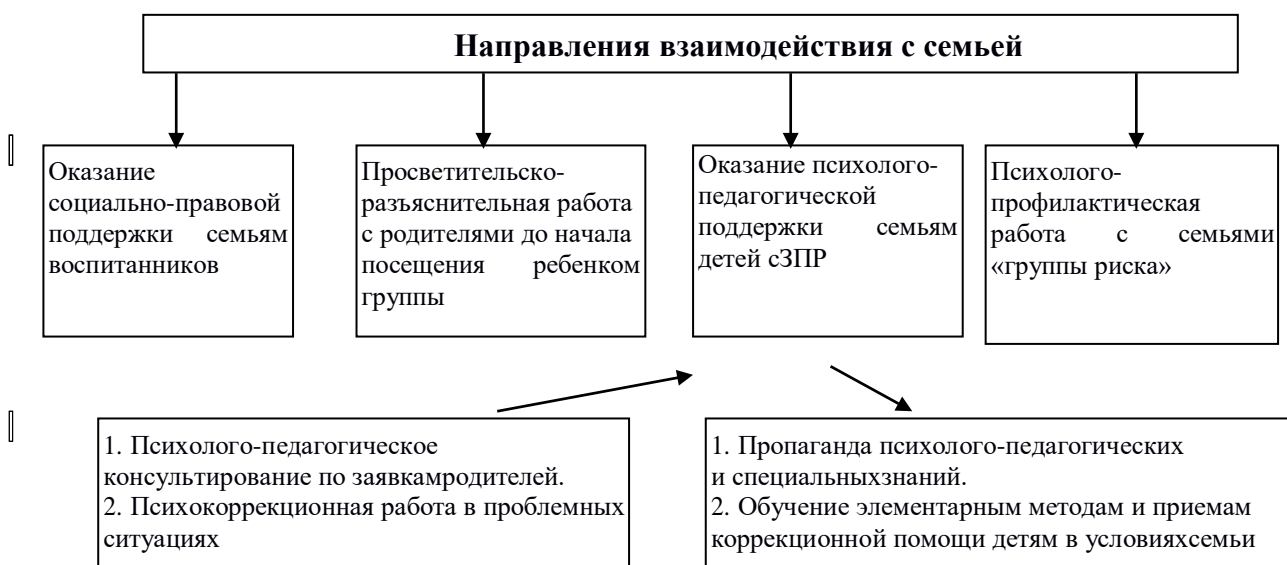 Направления взаимодействия с семьей
Оказание
социально-правовой
поддержки семьям
воспитанников
Просветительско-
разъяснительная работа
с родителями до начала
посещения ребенком
группы
Оказание психолого-
педагогической
поддержки семьям
детей сЗПР
Психолого-
профилактическая
работа с семьями
«группы риска»
1. Психолого-педагогическое
консультирование по заявкамродителей.
2. Психокоррекционная работа в проблемных
ситуациях
1. Пропаганда психолого-педагогических
и специальныхзнаний.
2. Обучение элементарным методам и приемам
коррекционной помощи детям в условияхсемьи